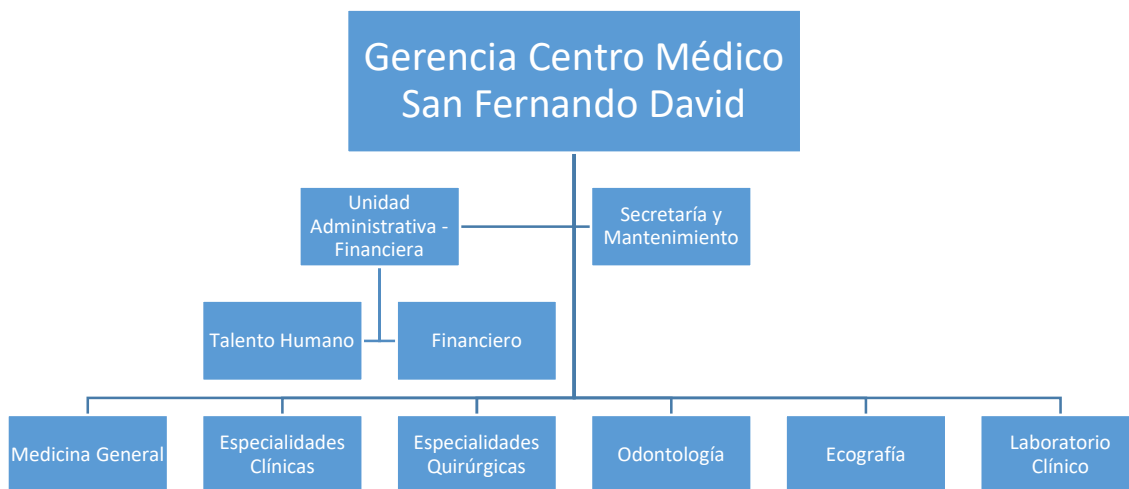 Gerencia Centro Médico
San Fernando David
Unidad
Administrativa -
Financiera
Secretaría y
Mantenimiento
Talento Humano
Financiero
Medicina General
Especialidades
Clínicas
Especialidades
Quirúrgicas
Odontología
Ecografía
Laboratorio
Clínico